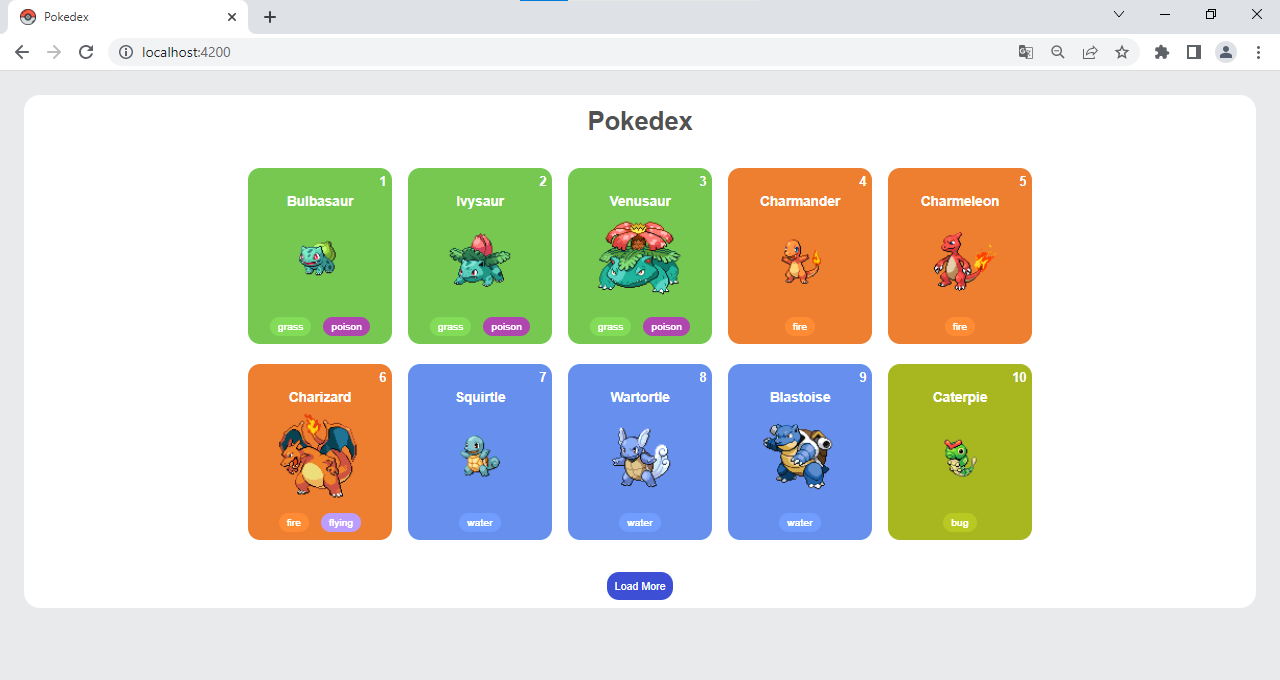 Pokedex
localhost:4200
Pokedex
1 2 3 4 5
Bulbasaur Ivysaur Venusaur Charmander Charmeleon
grass poison grass poison grass poison fire fire
6 7 8 9 10
Charizard Squirtle Wartortle Blastoise Caterpie
fire flying water water water bug
Load More